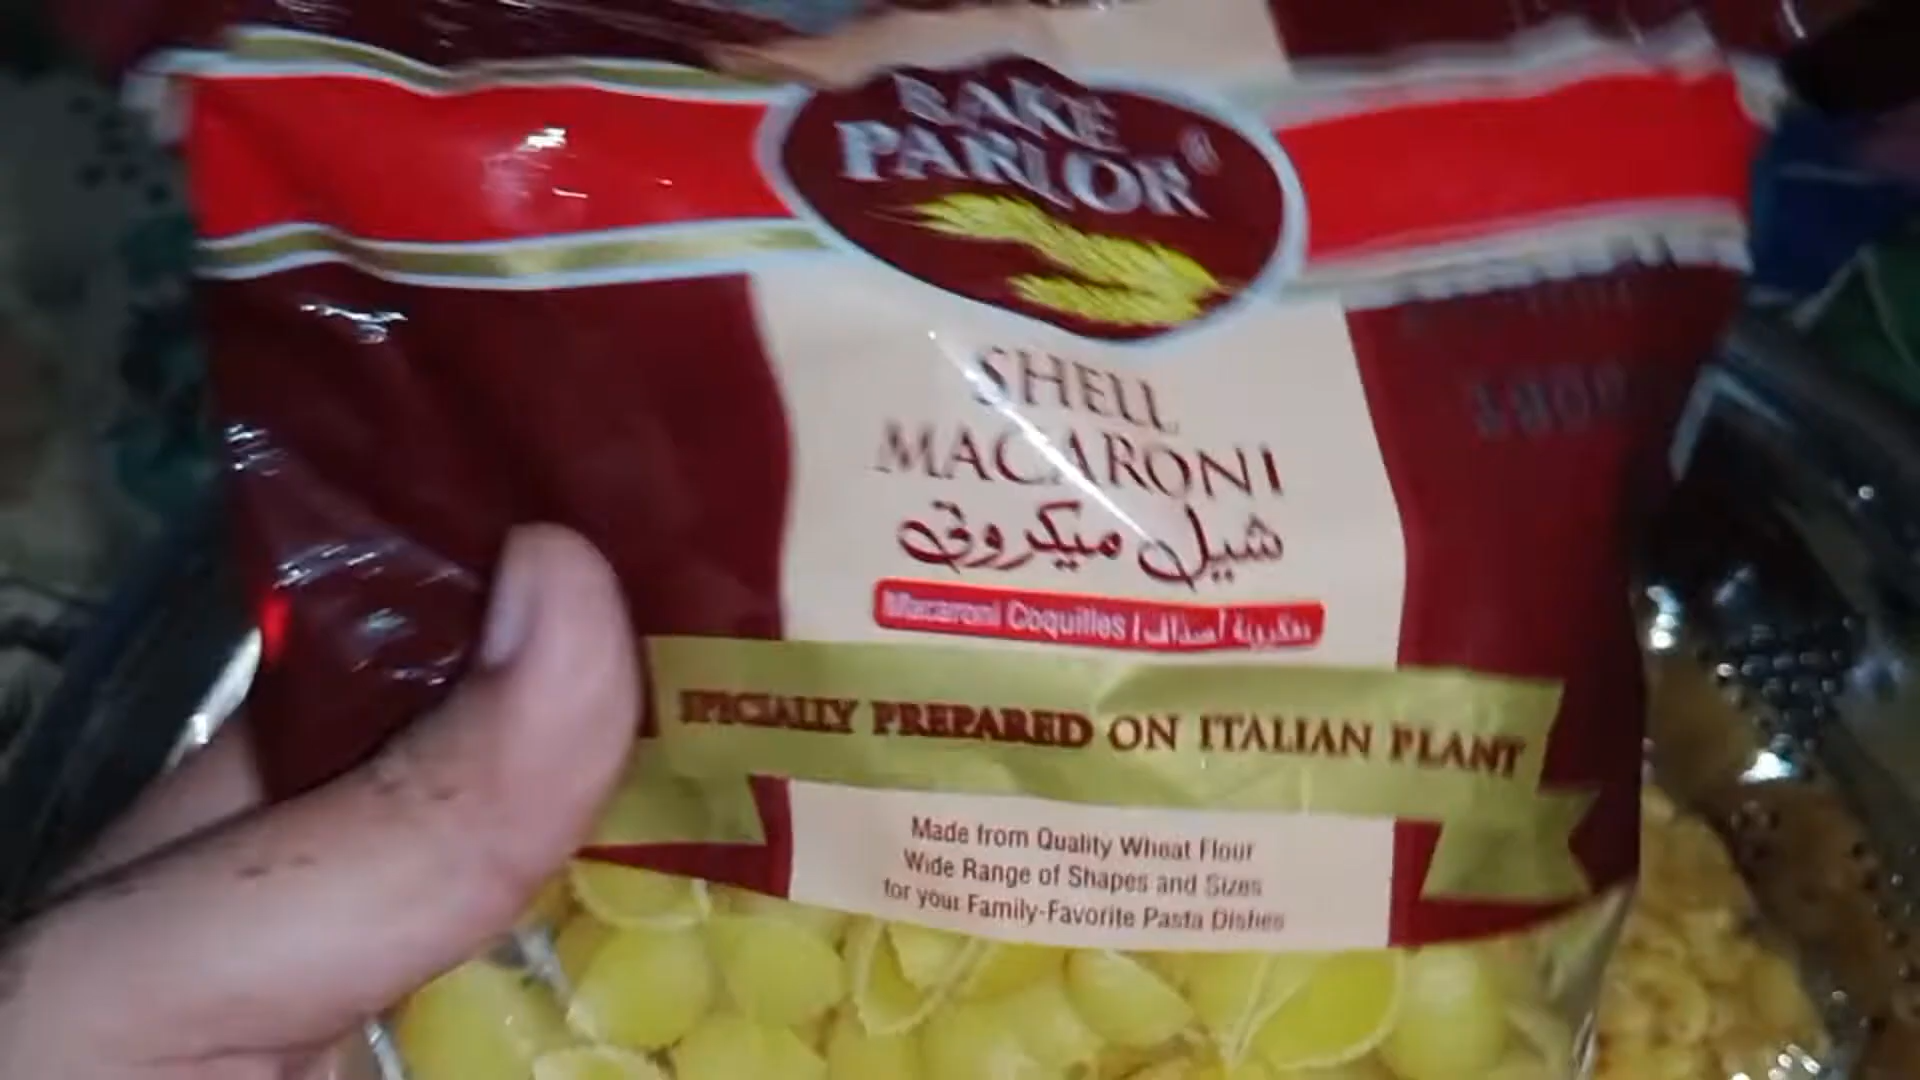 BAKE
PARLOR®
SHELL
MACARONI
شیل میکرونی
Macaroni Coquilles / معكرونة أصداف
SPECIALLY PREPARED ON ITALIAN PLANT
Made from Quality Wheat Flour
Wide Range of Shapes and Sizes
for your Family-Favorite Pasta Dishes